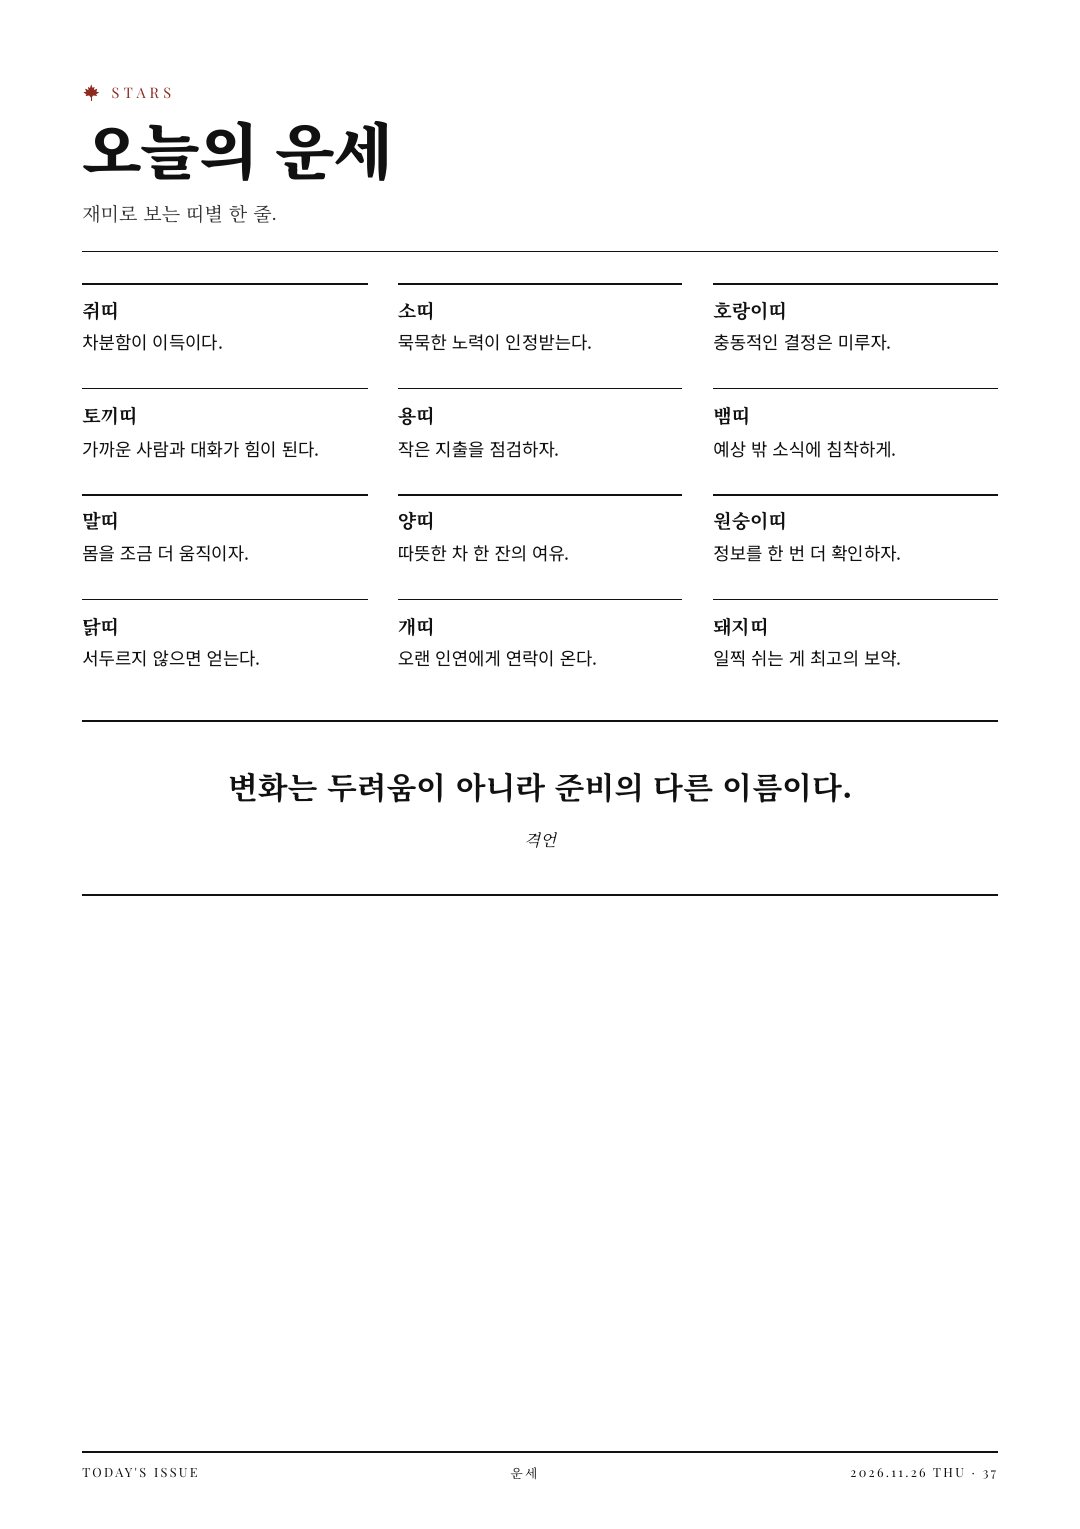 STARS
오늘의 운세
재미로 보는 띠별 한 줄.
쥐띠
차분함이 이득이다.
소띠
묵묵한 노력이 인정받는다.
호랑이띠
충동적인 결정은 미루자.
토끼띠
가까운 사람과 대화가 힘이 된다.
용띠
작은 지출을 점검하자.
뱀띠
예상 밖 소식에 침착하게.
말띠
몸을 조금 더 움직이자.
양띠
따뜻한 차 한 잔의 여유.
원숭이띠
정보를 한 번 더 확인하자.
닭띠
서두르지 않으면 얻는다.
개띠
오랜 인연에게 연락이 온다.
돼지띠
일찍 쉬는 게 최고의 보약.
변화는 두려움이 아니라 준비의 다른 이름이다.
격언
TODAY'S ISSUE
운세
2026.11.26 THU · 37